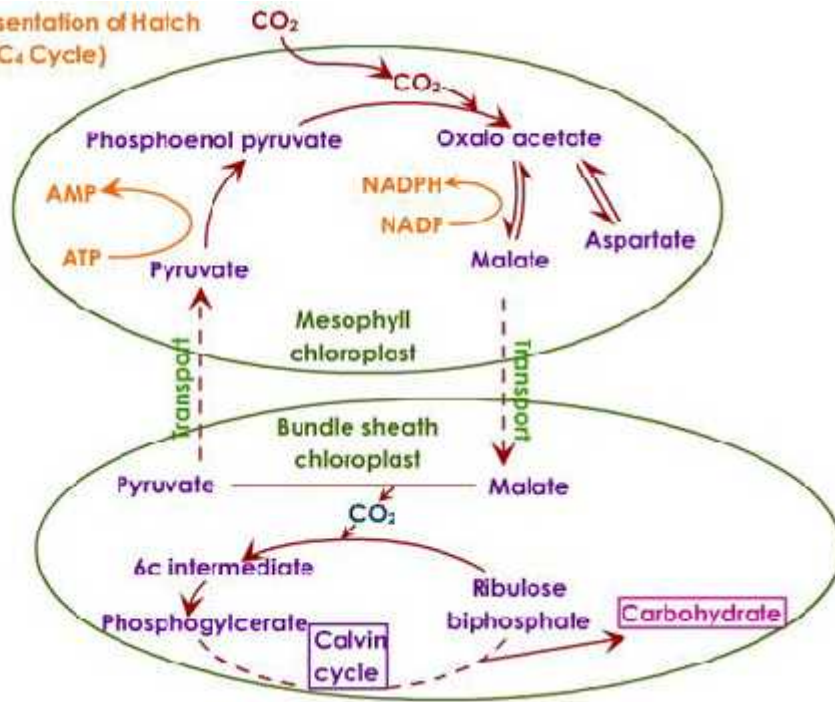 sentation of Hatch
C₄ Cycle)
CO₂
CO₂
Phosphoenol pyruvate
Oxalo acetate
AMP
NADPH
NADP
ATP
Pyruvate
Malate
Aspartate
Mesophyll
chloroplast
Transport
Transport
Bundle sheath
chloroplast
Pyruvate
Malate
CO₂
6c intermediate
Ribulose
biphosphate
Phosphogylcerate
Calvin
cycle
Carbohydrate